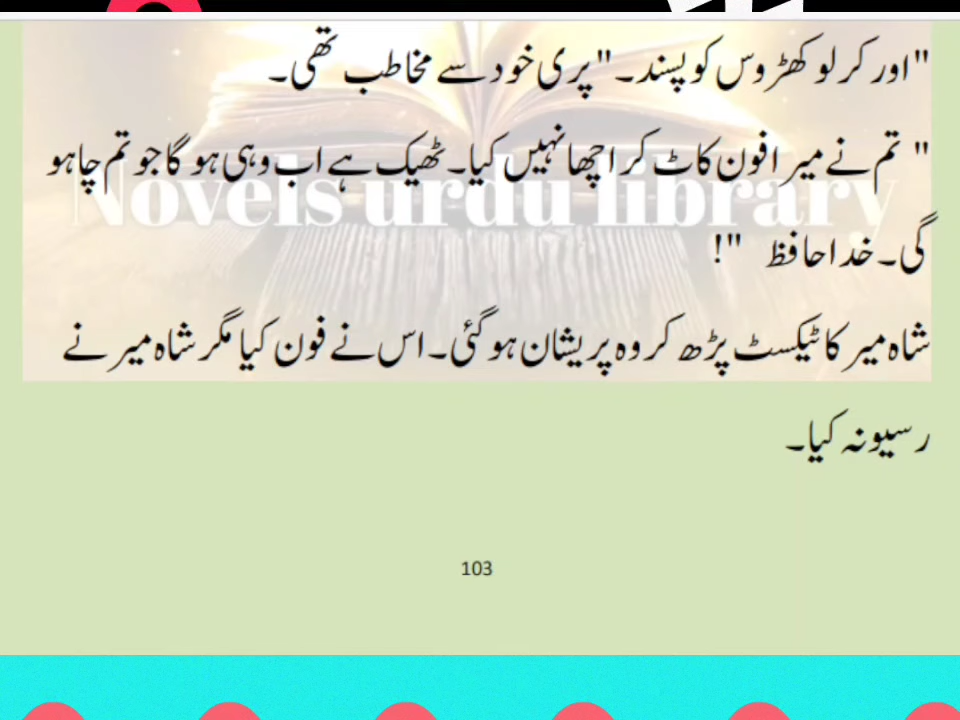 "اور کر لو کھڑوس کو پسند۔" پری خود سے مخاطب تھی۔
" تم نے میرا فون کاٹ کر اچھا نہیں کیا۔ ٹھیک ہے اب وہی ہو گا جو تم چاہو
گی۔ خدا حافظ "!
Novels urdu library
شاہ میر کا ٹیکسٹ پڑھ کر وہ پریشان ہو گئی۔ اس نے فون کیا مگر شاہ میر نے
رسیو نہ کیا۔
103